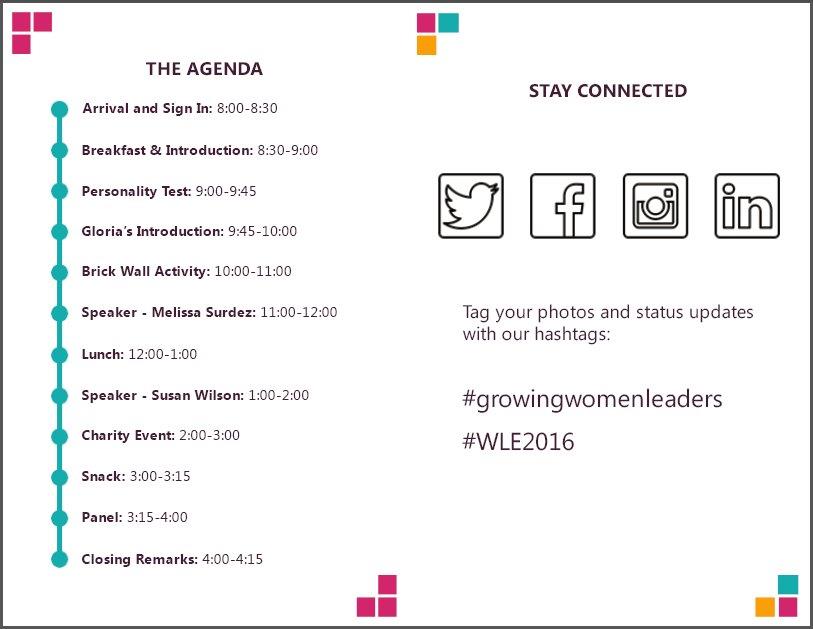 THE AGENDA
Arrival and Sign In: 8:00-8:30
Breakfast & Introduction: 8:30-9:00
Personality Test: 9:00-9:45
Gloria's Introduction: 9:45-10:00
Brick Wall Activity: 10:00-11:00
Speaker - Melissa Surdez: 11:00-12:00
Lunch: 12:00-1:00
Speaker - Susan Wilson: 1:00-2:00
Charity Event: 2:00-3:00
Snack: 3:00-3:15
Panel: 3:15-4:00
Closing Remarks: 4:00-4:15
STAY CONNECTED
f
in
Tag your photos and status updates
with our hashtags:
#growingwomenleaders
#WLE2016